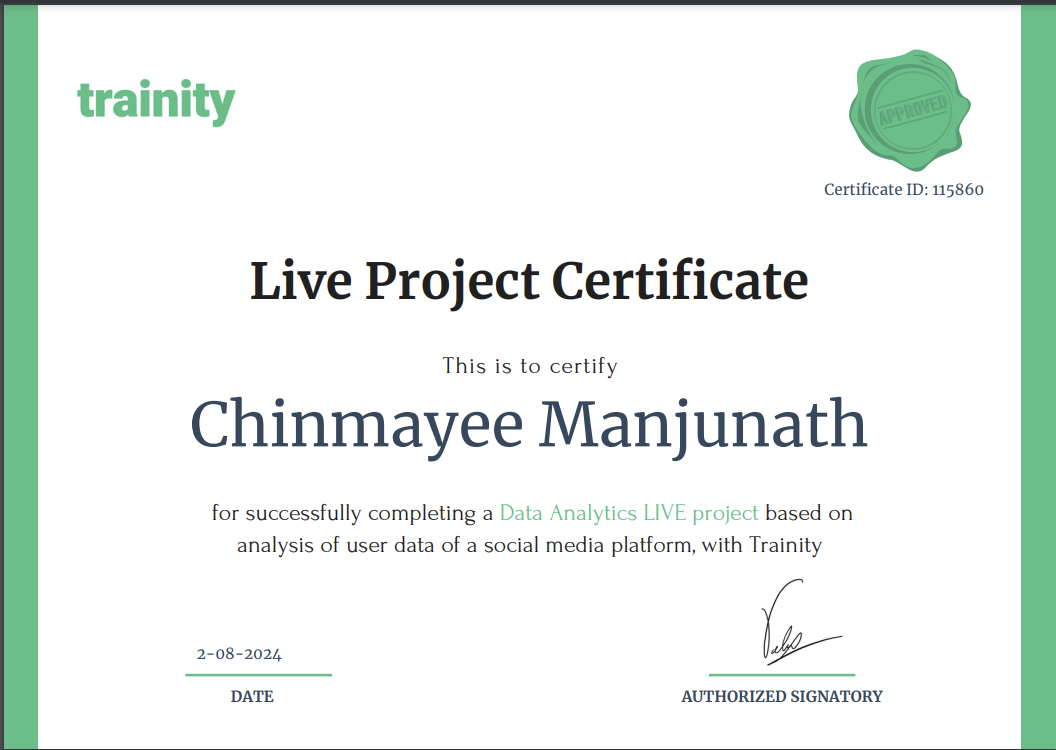 trainity
APPROVED
Certificate ID: 115860
Live Project Certificate
This is to certify
Chinmayee Manjunath
for successfully completing a Data Analytics LIVE project based on
analysis of user data of a social media platform, with Trainity
2-08-2024
DATE
AUTHORIZED SIGNATORY